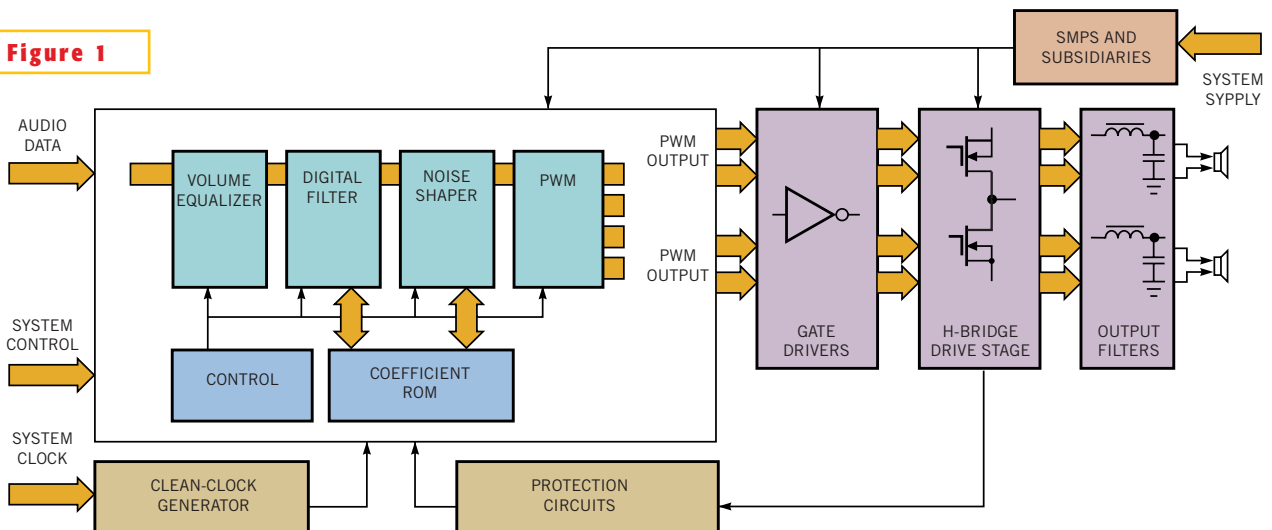 Figure 1
SMPS AND
SUBSIDIARIES
SYSTEM
SYPPLY
AUDIO
DATA
VOLUME
EQUALIZER
DIGITAL
FILTER
NOISE
SHAPER
PWM
PWM
OUTPUT
PWM
OUTPUT
GATE
DRIVERS
H-BRIDGE
DRIVE STAGE
OUTPUT
FILTERS
SYSTEM
CONTROL
CONTROL
COEFFICIENT
ROM
SYSTEM
CLOCK
CLEAN-CLOCK
GENERATOR
PROTECTION
CIRCUITS